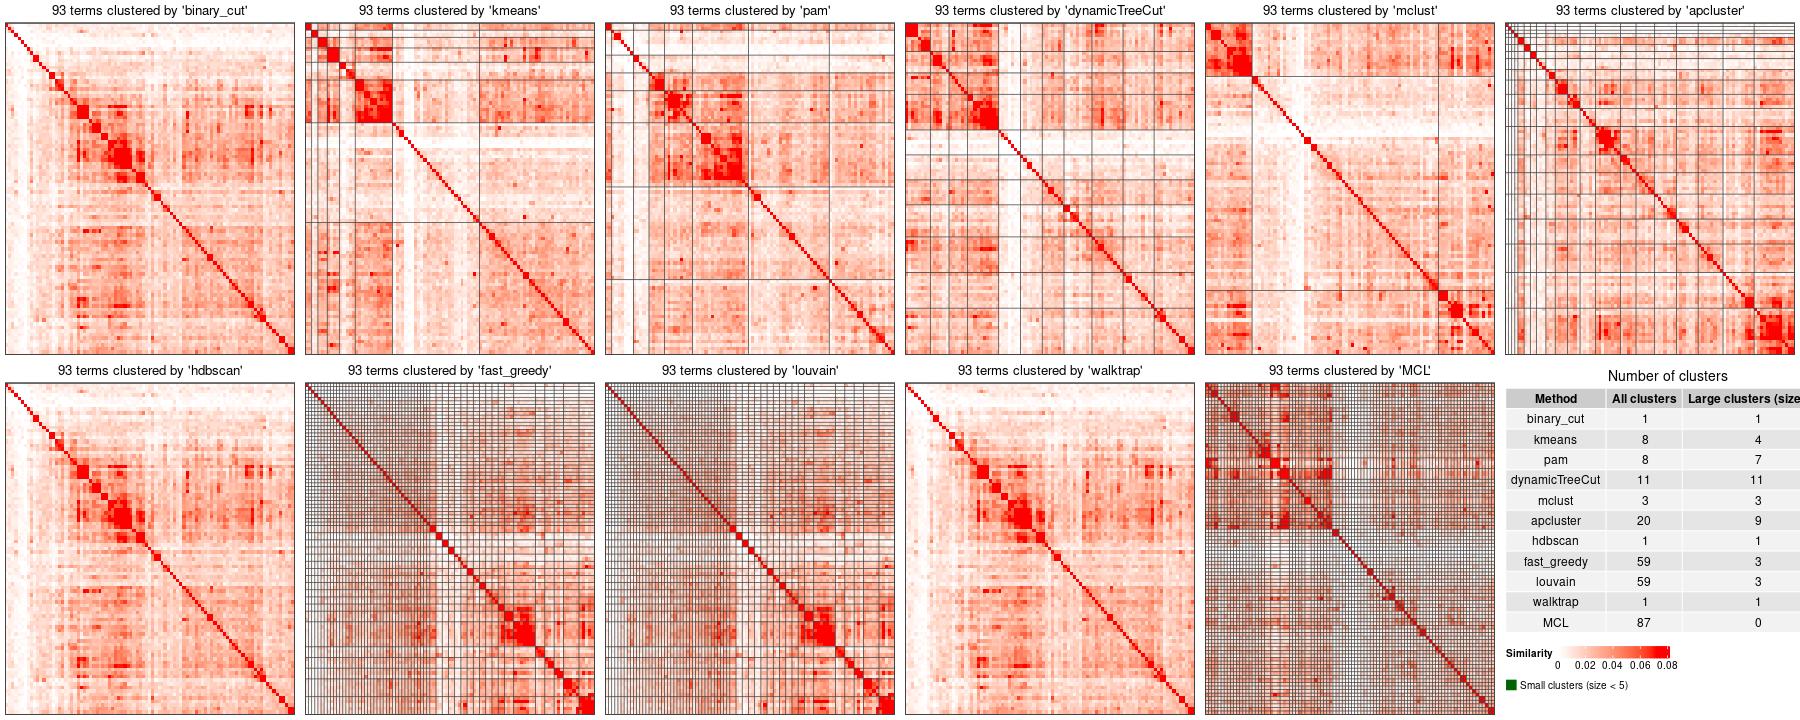 93 terms clustered by 'binary_cut'
93 terms clustered by 'kmeans'
93 terms clustered by 'pam'
93 terms clustered by 'dynamicTreeCut'
93 terms clustered by 'mclust'
93 terms clustered by 'apcluster'
93 terms clustered by 'hdbscan'
93 terms clustered by 'fast_greedy'
93 terms clustered by 'louvain'
93 terms clustered by 'walktrap'
93 terms clustered by 'MCL'
Number of clusters
Method All clusters Large clusters (size
binary_cut 1 1
kmeans 8 4
pam 8 7
dynamicTreeCut 11 11
mclust 3 3
apcluster 20 9
hdbscan 1 1
fast_greedy 59 3
louvain 59 3
walktrap 1 1
MCL 87 0
Similarity
0 0.02 0.04 0.06 0.08
Small clusters (size < 5)